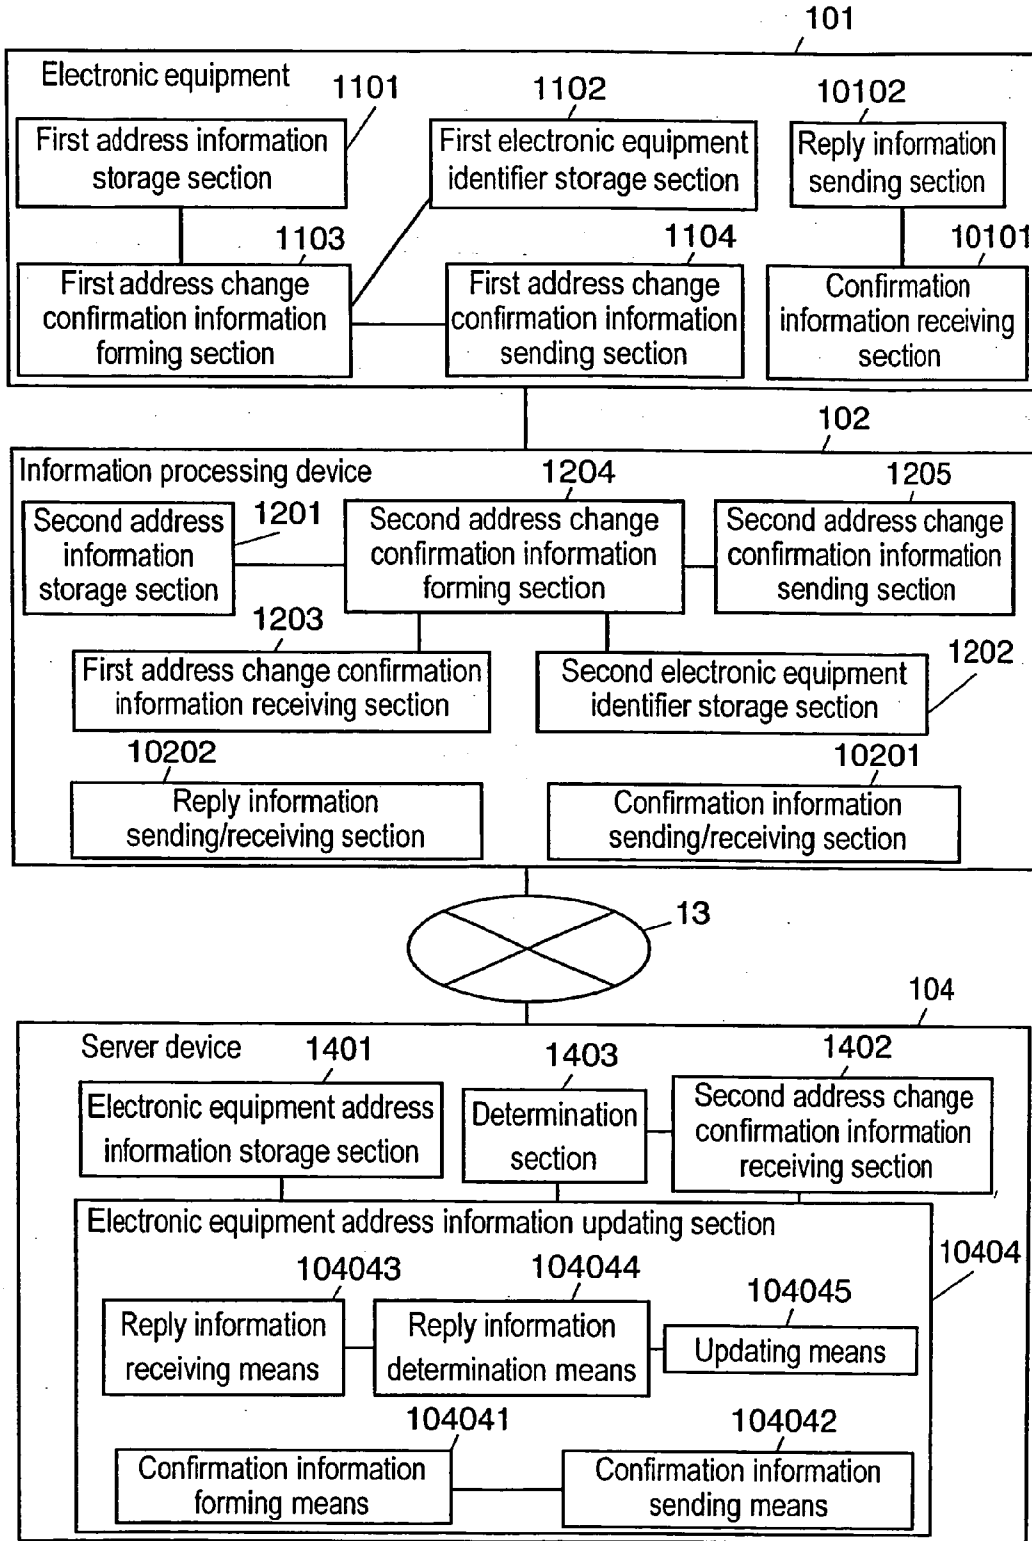 101
Electronic equipment
1101
1102
10102
First address information
storage section
First electronic equipment
identifier storage section
Reply information
sending section
1103
1104
10101
First address change
confirmation information
forming section
First address change
confirmation information
sending section
Confirmation
information receiving
section
102
Information processing device
1204
1205
1201
Second address
information
storage section
Second address change
confirmation information
forming section
Second address change
confirmation information
sending section
1203
1202
First address change confirmation
information receiving section
Second electronic equipment
identifier storage section
10202
10201
Reply information
sending/receiving section
Confirmation information
sending/receiving section
13
104
Server device
1401
1403
1402
Electronic equipment address
information storage section
Determination
section
Second address change
confirmation information
receiving section
Electronic equipment address information updating section
10404
104043
104044
104045
Reply information
receiving means
Reply information
determination means
Updating means
104041
104042
Confirmation information
forming means
Confirmation information
sending means